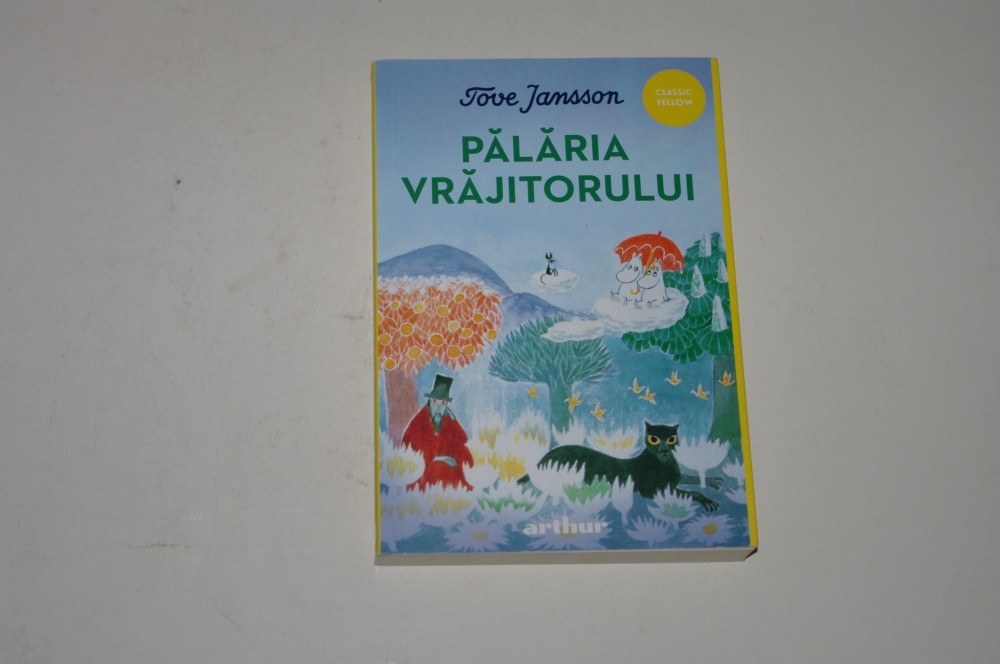 Tove Jansson
CLASSIC
YELLOW
PĂLĂRIA
VRĂJITORULUI
arthur